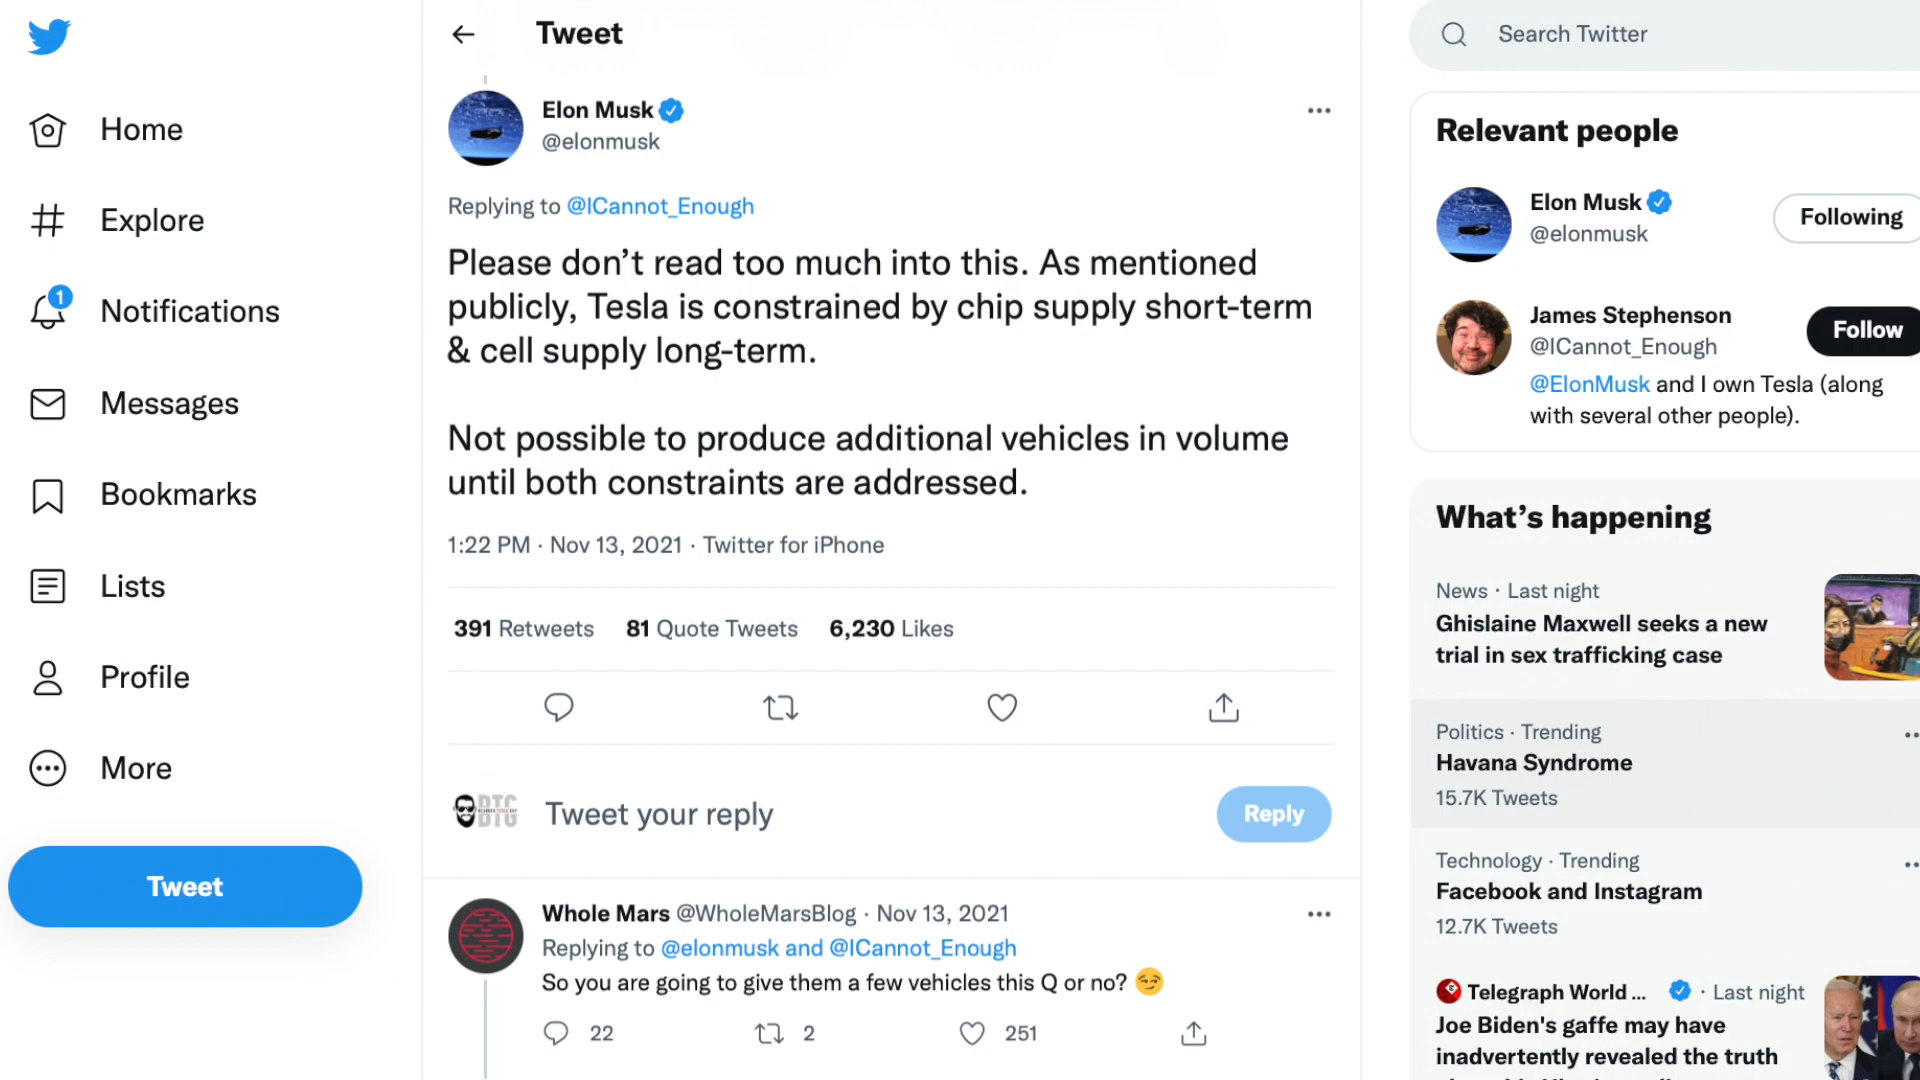 Home
Explore
1
Notifications
Messages
Bookmarks
Lists
Profile
More
Tweet
Tweet
Elon Musk
@elonmusk
Replying to @ICannot_Enough
Please don’t read too much into this. As mentioned
publicly, Tesla is constrained by chip supply short-term
& cell supply long-term.
Not possible to produce additional vehicles in volume
until both constraints are addressed.
1:22 PM · Nov 13, 2021 · Twitter for iPhone
391 Retweets 81 Quote Tweets 6,230 Likes
Tweet your reply
Reply
Whole Mars @WholeMarsBlog · Nov 13, 2021
Replying to @elonmusk and @ICannot_Enough
So you are going to give them a few vehicles this Q or no? 😏
22 2 251
Search Twitter
Relevant people
Elon Musk
@elonmusk
Following
James Stephenson
@ICannot_Enough
Follow
@ElonMusk and I own Tesla (along
with several other people).
What’s happening
News · Last night
Ghislaine Maxwell seeks a new
trial in sex trafficking case
Politics · Trending
Havana Syndrome
15.7K Tweets
Technology · Trending
Facebook and Instagram
12.7K Tweets
Telegraph World ... · Last night
Joe Biden's gaffe may have
inadvertently revealed the truth